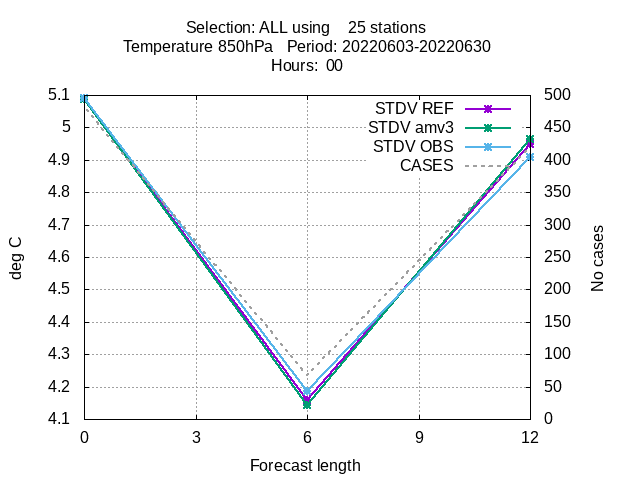 Selection: ALL using    25 stations
Temperature 850hPa   Period: 20220603-20220630
Hours:  00
5.1
5
4.9
4.8
4.7
4.6
4.5
4.4
4.3
4.2
4.1
deg C
STDV REF
STDV amv3
STDV OBS
CASES
500
450
400
350
300
250
200
150
100
50
0
No cases
0 3 6 9 12
Forecast length